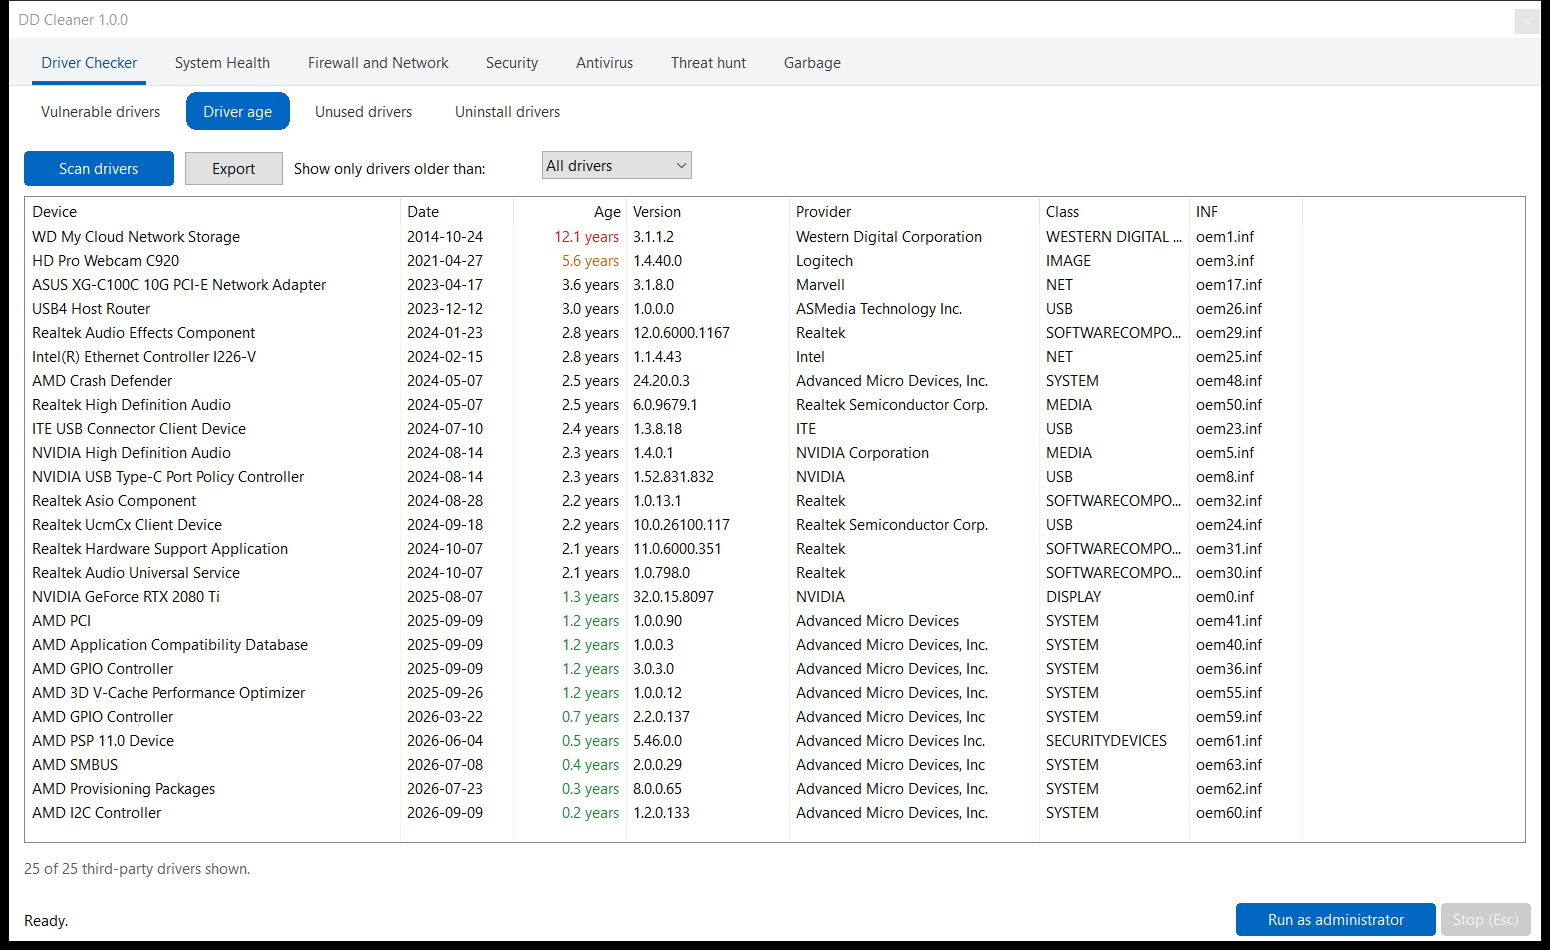 DD Cleaner 1.0.0
Driver Checker System Health Firewall and Network Security Antivirus Threat hunt Garbage
Vulnerable drivers Driver age Unused drivers Uninstall drivers
Scan drivers Export Show only drivers older than: All drivers
Device Date Age Version Provider Class INF
WD My Cloud Network Storage 2014-10-24 12.1 years 3.1.1.2 Western Digital Corporation WESTERN DIGITAL ... oem1.inf
HD Pro Webcam C920 2021-04-27 5.6 years 1.4.40.0 Logitech IMAGE oem3.inf
ASUS XG-C100C 10G PCI-E Network Adapter 2023-04-17 3.6 years 3.1.8.0 Marvell NET oem17.inf
USB4 Host Router 2023-12-12 3.0 years 1.0.0.0 ASMedia Technology Inc. USB oem26.inf
Realtek Audio Effects Component 2024-01-23 2.8 years 12.0.6000.1167 Realtek SOFTWARECOMPO... oem29.inf
Intel(R) Ethernet Controller I226-V 2024-02-15 2.8 years 1.1.4.43 Intel NET oem25.inf
AMD Crash Defender 2024-05-07 2.5 years 24.20.0.3 Advanced Micro Devices, Inc. SYSTEM oem48.inf
Realtek High Definition Audio 2024-05-07 2.5 years 6.0.9679.1 Realtek Semiconductor Corp. MEDIA oem50.inf
ITE USB Connector Client Device 2024-07-10 2.4 years 1.3.8.18 ITE USB oem23.inf
NVIDIA High Definition Audio 2024-08-14 2.3 years 1.4.0.1 NVIDIA Corporation MEDIA oem5.inf
NVIDIA USB Type-C Port Policy Controller 2024-08-14 2.3 years 1.52.831.832 NVIDIA USB oem8.inf
Realtek Asio Component 2024-08-28 2.2 years 1.0.13.1 Realtek SOFTWARECOMPO... oem32.inf
Realtek UcmCx Client Device 2024-09-18 2.2 years 10.0.26100.117 Realtek Semiconductor Corp. USB oem24.inf
Realtek Hardware Support Application 2024-10-07 2.1 years 11.0.6000.351 Realtek SOFTWARECOMPO... oem31.inf
Realtek Audio Universal Service 2024-10-07 2.1 years 1.0.798.0 Realtek SOFTWARECOMPO... oem30.inf
NVIDIA GeForce RTX 2080 Ti 2025-08-07 1.3 years 32.0.15.8097 NVIDIA DISPLAY oem0.inf
AMD PCI 2025-09-09 1.2 years 1.0.0.90 Advanced Micro Devices SYSTEM oem41.inf
AMD Application Compatibility Database 2025-09-09 1.2 years 1.0.0.3 Advanced Micro Devices, Inc. SYSTEM oem40.inf
AMD GPIO Controller 2025-09-09 1.2 years 3.0.3.0 Advanced Micro Devices, Inc. SYSTEM oem36.inf
AMD 3D V-Cache Performance Optimizer 2025-09-26 1.2 years 1.0.0.12 Advanced Micro Devices, Inc. SYSTEM oem55.inf
AMD GPIO Controller 2026-03-22 0.7 years 2.2.0.137 Advanced Micro Devices, Inc SYSTEM oem59.inf
AMD PSP 11.0 Device 2026-06-04 0.5 years 5.46.0.0 Advanced Micro Devices Inc. SECURITYDEVICES oem61.inf
AMD SMBUS 2026-07-08 0.4 years 2.0.0.29 Advanced Micro Devices, Inc SYSTEM oem63.inf
AMD Provisioning Packages 2026-07-23 0.3 years 8.0.0.65 Advanced Micro Devices, Inc. SYSTEM oem62.inf
AMD I2C Controller 2026-09-09 0.2 years 1.2.0.133 Advanced Micro Devices, Inc. SYSTEM oem60.inf
25 of 25 third-party drivers shown.
Ready. Run as administrator Stop (Esc)